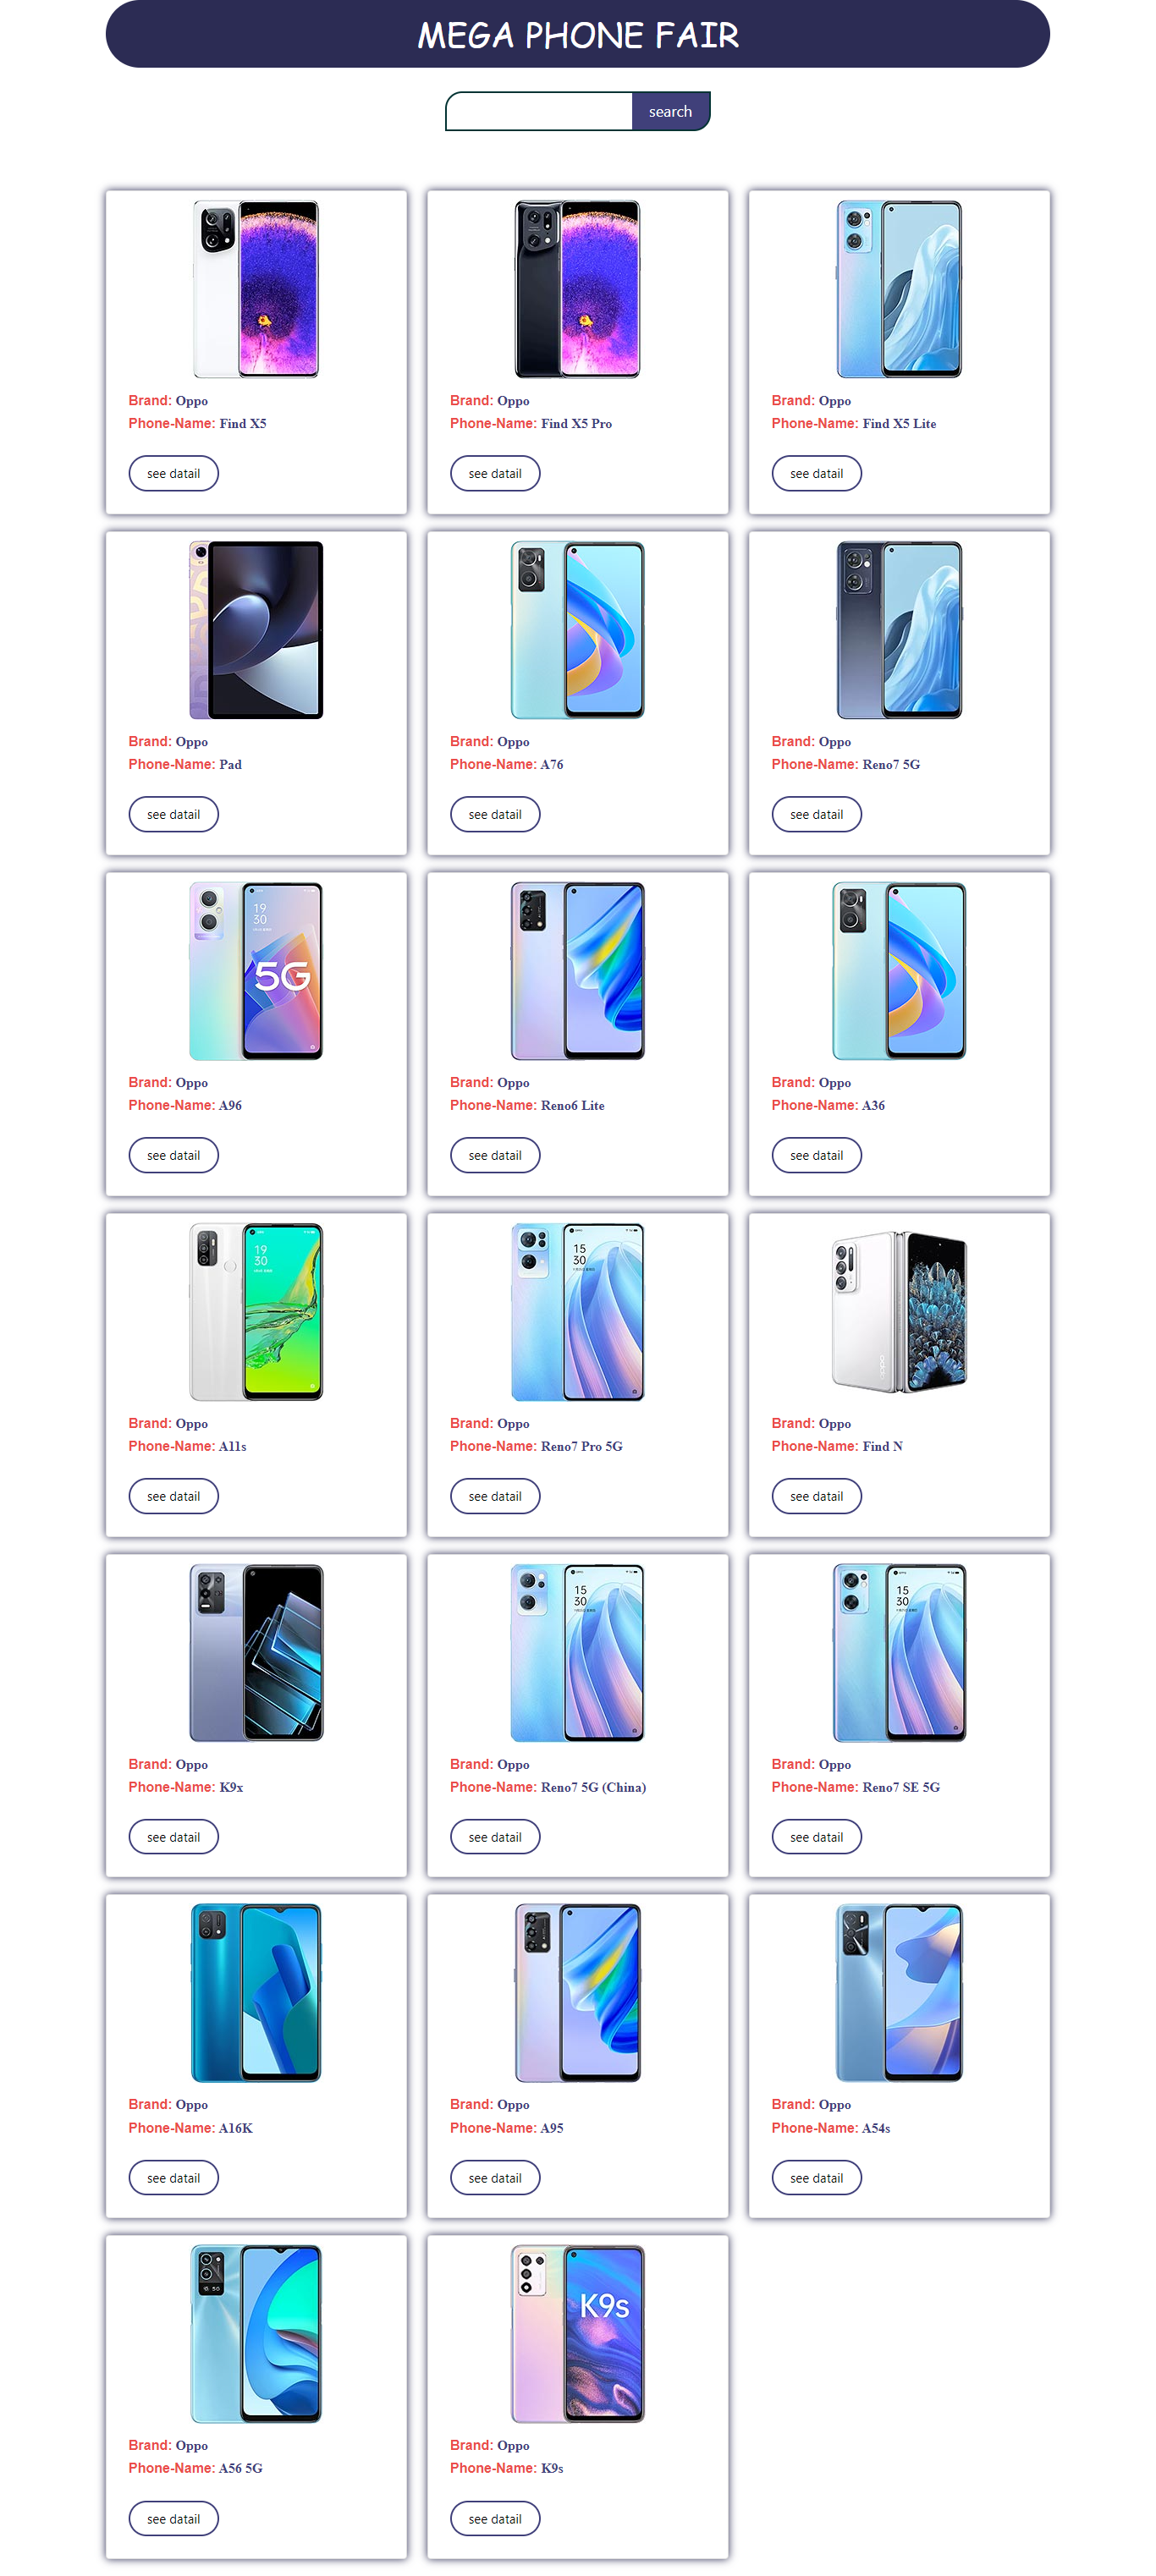 MEGA PHONE FAIR
search
Brand: Oppo
Phone-Name: Find X5
see datail
Brand: Oppo
Phone-Name: Find X5 Pro
see datail
Brand: Oppo
Phone-Name: Find X5 Lite
see datail
Brand: Oppo
Phone-Name: Pad
see datail
Brand: Oppo
Phone-Name: A76
see datail
Brand: Oppo
Phone-Name: Reno7 5G
see datail
19
30
5G
Brand: Oppo
Phone-Name: A96
see datail
Brand: Oppo
Phone-Name: Reno6 Lite
see datail
Brand: Oppo
Phone-Name: A36
see datail
19
30
Brand: Oppo
Phone-Name: A11s
see datail
15
30
Brand: Oppo
Phone-Name: Reno7 Pro 5G
see datail
oppo
Brand: Oppo
Phone-Name: Find N
see datail
Brand: Oppo
Phone-Name: K9x
see datail
15
30
Brand: Oppo
Phone-Name: Reno7 5G (China)
see datail
15
30
Brand: Oppo
Phone-Name: Reno7 SE 5G
see datail
Brand: Oppo
Phone-Name: A16K
see datail
Brand: Oppo
Phone-Name: A95
see datail
Brand: Oppo
Phone-Name: A54s
see datail
5G
Brand: Oppo
Phone-Name: A56 5G
see datail
K9s
Brand: Oppo
Phone-Name: K9s
see datail